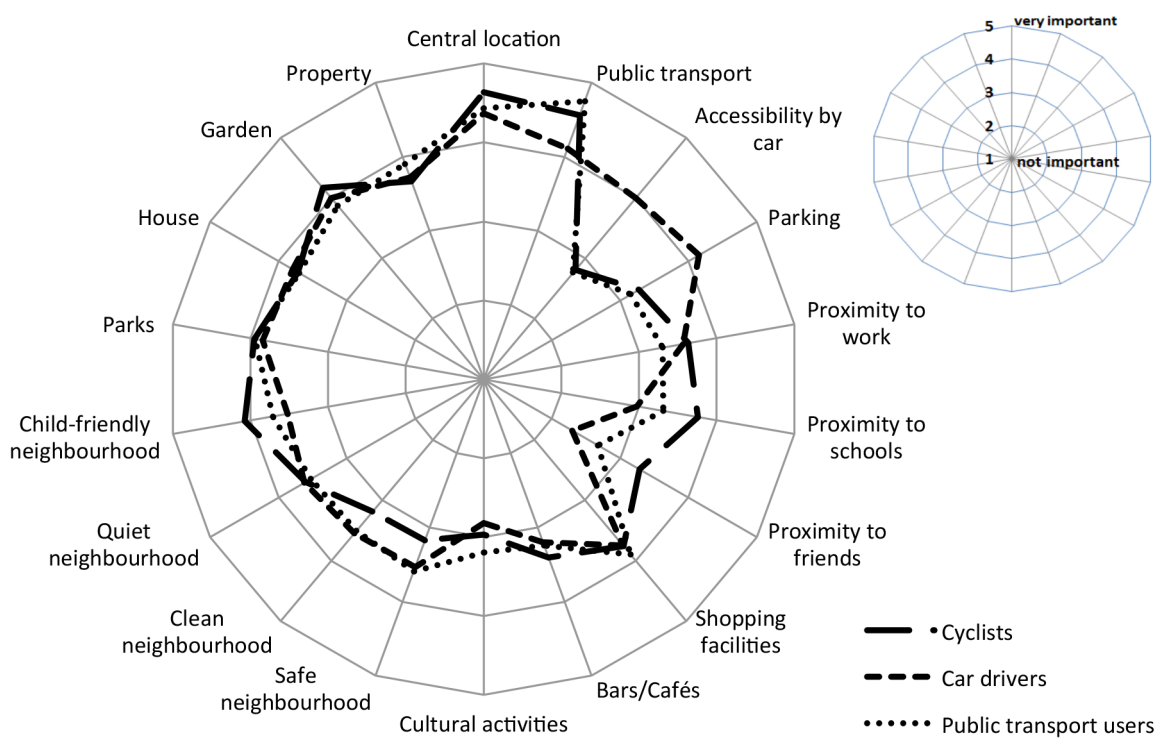 Central location
Public transport
Accessibility by
car
Parking
Proximity to
work
Proximity to
schools
Proximity to
friends
Shopping
facilities
Bars/Cafés
Cultural activities
Safe
neighbourhood
Clean
neighbourhood
Quiet
neighbourhood
Child-friendly
neighbourhood
Parks
House
Garden
Property
5 very important
4
3
2
1 not important
Cyclists
Car drivers
Public transport users